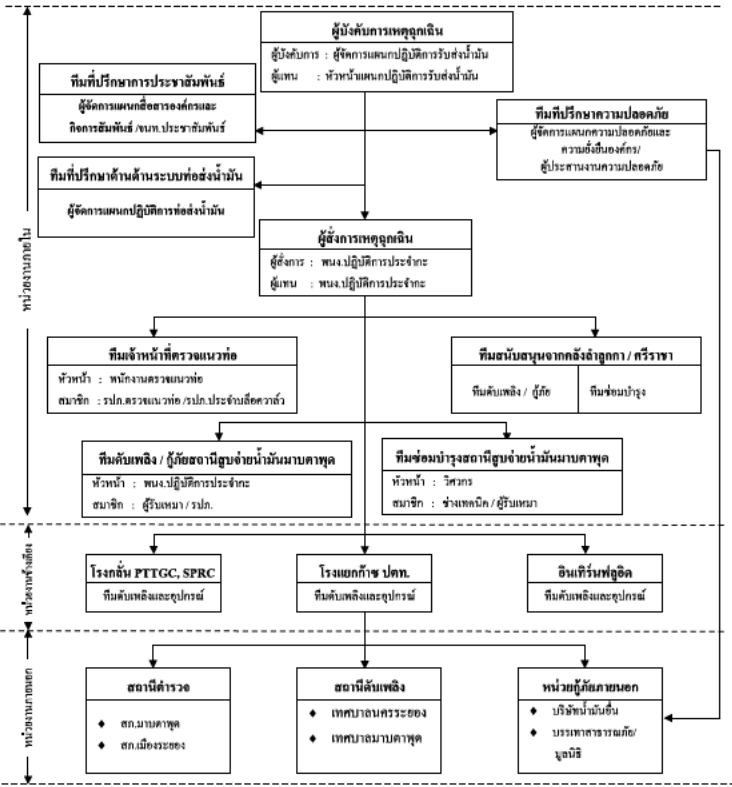 ผู้บังคับการเหตุฉุกเฉิน
ผู้บังคับการ : ผู้จัดการแผนกปฏิบัติการรับส่งน้ำมัน
ผู้แทน : หัวหน้าแผนกปฏิบัติการรับส่งน้ำมัน
ทีมที่ปรึกษาการประชาสัมพันธ์
ผู้จัดการแผนกสื่อสารองค์กรและ
กิจการสัมพันธ์ /จนท.ประชาสัมพันธ์
ทีมที่ปรึกษาความปลอดภัย
ผู้จัดการแผนกความปลอดภัยและ
ความยั่งยืนองค์กร/
ผู้ประสานงานความปลอดภัย
ทีมที่ปรึกษาด้านด้านระบบท่อส่งน้ำมัน
ผู้จัดการแผนกปฏิบัติการท่อส่งน้ำมัน
หน่วยงานภายใน
ผู้สั่งการเหตุฉุกเฉิน
ผู้สั่งการ : พนง.ปฏิบัติการประจำกะ
ผู้แทน : พนง.ปฏิบัติการประจำกะ
ทีมเจ้าหน้าที่ตรวจแนวท่อ
หัวหน้า : พนักงานตรวจแนวท่อ
สมาชิก : รปภ.ตรวจแนวท่อ /รปภ.ประจำบล็อควาล์ว
ทีมสนับสนุนจากคลังลำลูกกา / ศรีราชา
ทีมดับเพลิง / กู้ภัย
ทีมซ่อมบำรุง
ทีมดับเพลิง / กู้ภัยสถานีสูบจ่ายน้ำมันมาบตาพุด
หัวหน้า : พนง.ปฏิบัติการประจำกะ
สมาชิก : ผู้รับเหมา / รปภ.
ทีมซ่อมบำรุงสถานีสูบจ่ายน้ำมันมาบตาพุด
หัวหน้า : วิศวกร
สมาชิก : ช่างเทคนิค / ผู้รับเหมา
หน่วยงานข้างเคียง
โรงกลั่น PTTGC, SPRC
ทีมดับเพลิงและอุปกรณ์
โรงแยกก๊าซ ปตท.
ทีมดับเพลิงและอุปกรณ์
อินเทิร์นฟลูอิด
ทีมดับเพลิงและอุปกรณ์
หน่วยงานภายนอก
สถานีตำรวจ
♦ สภ.มาบตาพุด
♦ สภ.เมืองระยอง
สถานีดับเพลิง
♦ เทศบาลนครระยอง
♦ เทศบาลมาบตาพุด
หน่วยกู้ภัยภายนอก
♦ บริษัทน้ำมันอื่น
♦ บรรเทาสาธารณภัย/
มูลนิธิ